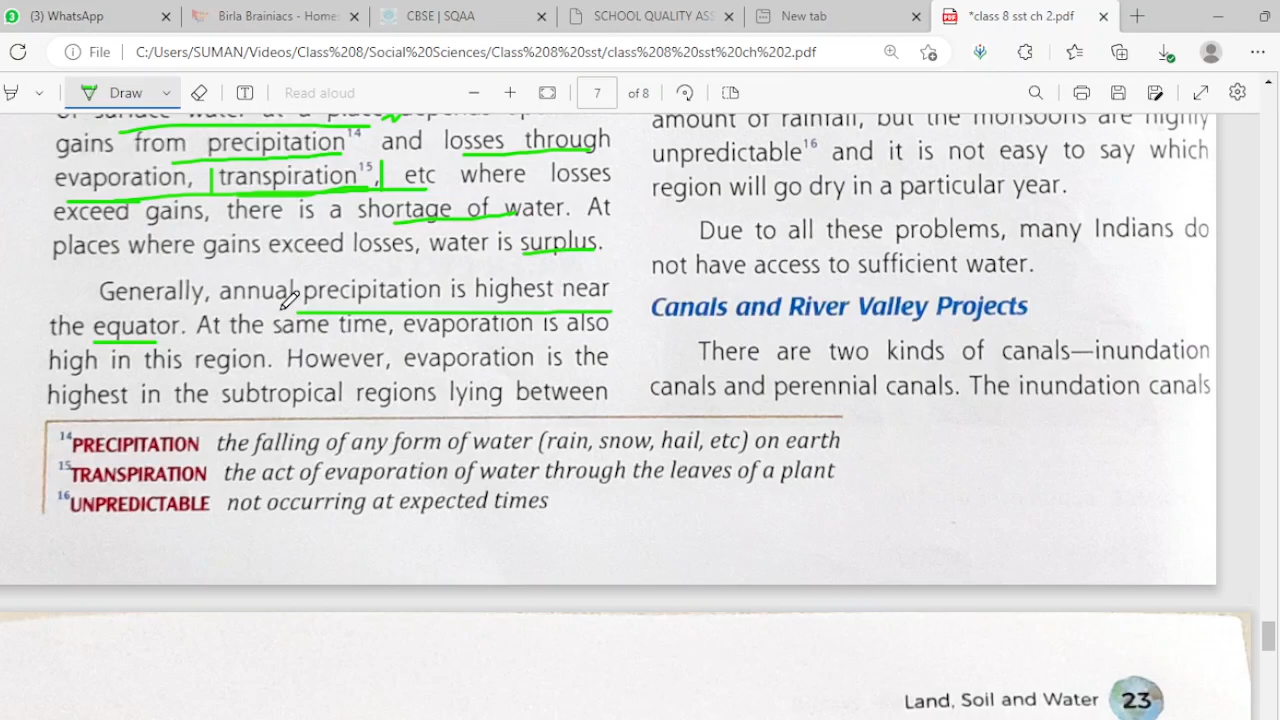 (3) WhatsApp
Birla Brainiacs - Home
CBSE | SQAA
SCHOOL QUALITY ASS
New tab
*class 8 sst ch 2.pdf
File
C:/Users/SUMAN/Videos/Class%208/Social%20Sciences/Class%208%20sst/class%208%20sst%20ch%202.pdf
Draw
Read aloud
7 of 8
of surface water at a place depends
gains from precipitation¹⁴ and losses through
evaporation, transpiration¹⁵, etc where losses
exceed gains, there is a shortage of water. At
places where gains exceed losses, water is surplus.
Generally, annual precipitation is highest near
the equator. At the same time, evaporation is also
high in this region. However, evaporation is the
highest in the subtropical regions lying between
amount of rainfall, but the monsoons are highly
unpredictable¹⁶ and it is not easy to say which
region will go dry in a particular year.
Due to all these problems, many Indians do
not have access to sufficient water.
Canals and River Valley Projects
There are two kinds of canals—inundation
canals and perennial canals. The inundation canals
¹⁴PRECIPITATION the falling of any form of water (rain, snow, hail, etc) on earth
¹⁵TRANSPIRATION the act of evaporation of water through the leaves of a plant
¹⁶UNPREDICTABLE not occurring at expected times
Land, Soil and Water 23